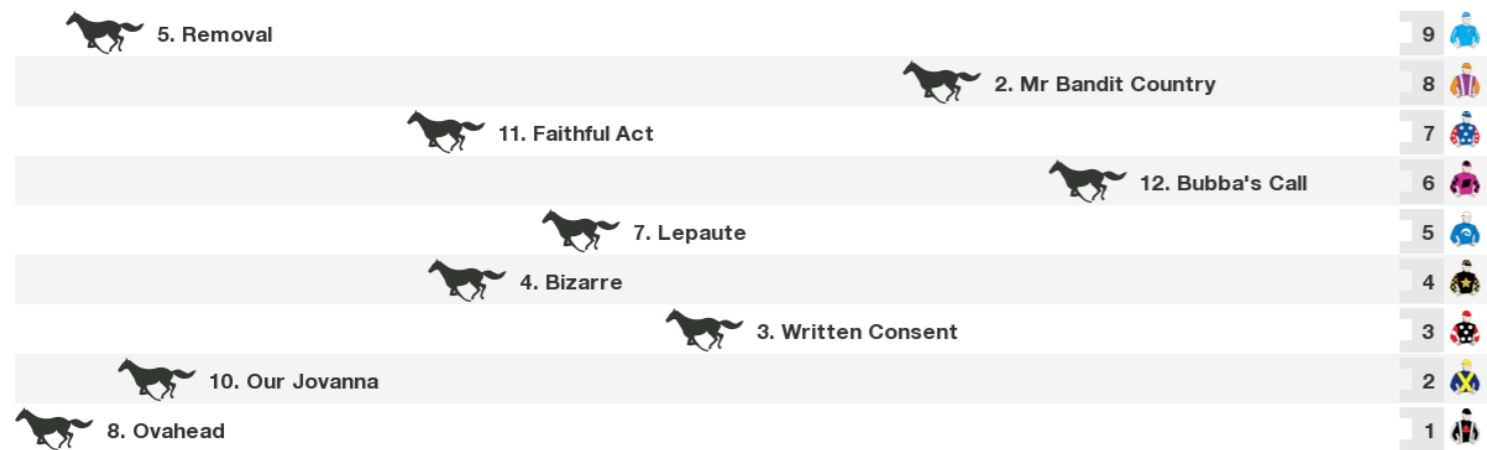 5. Removal 9
2. Mr Bandit Country 8
11. Faithful Act 7
12. Bubba's Call 6
7. Lepaute 5
4. Bizarre 4
3. Written Consent 3
10. Our Jovanna 2
8. Ovahead 1